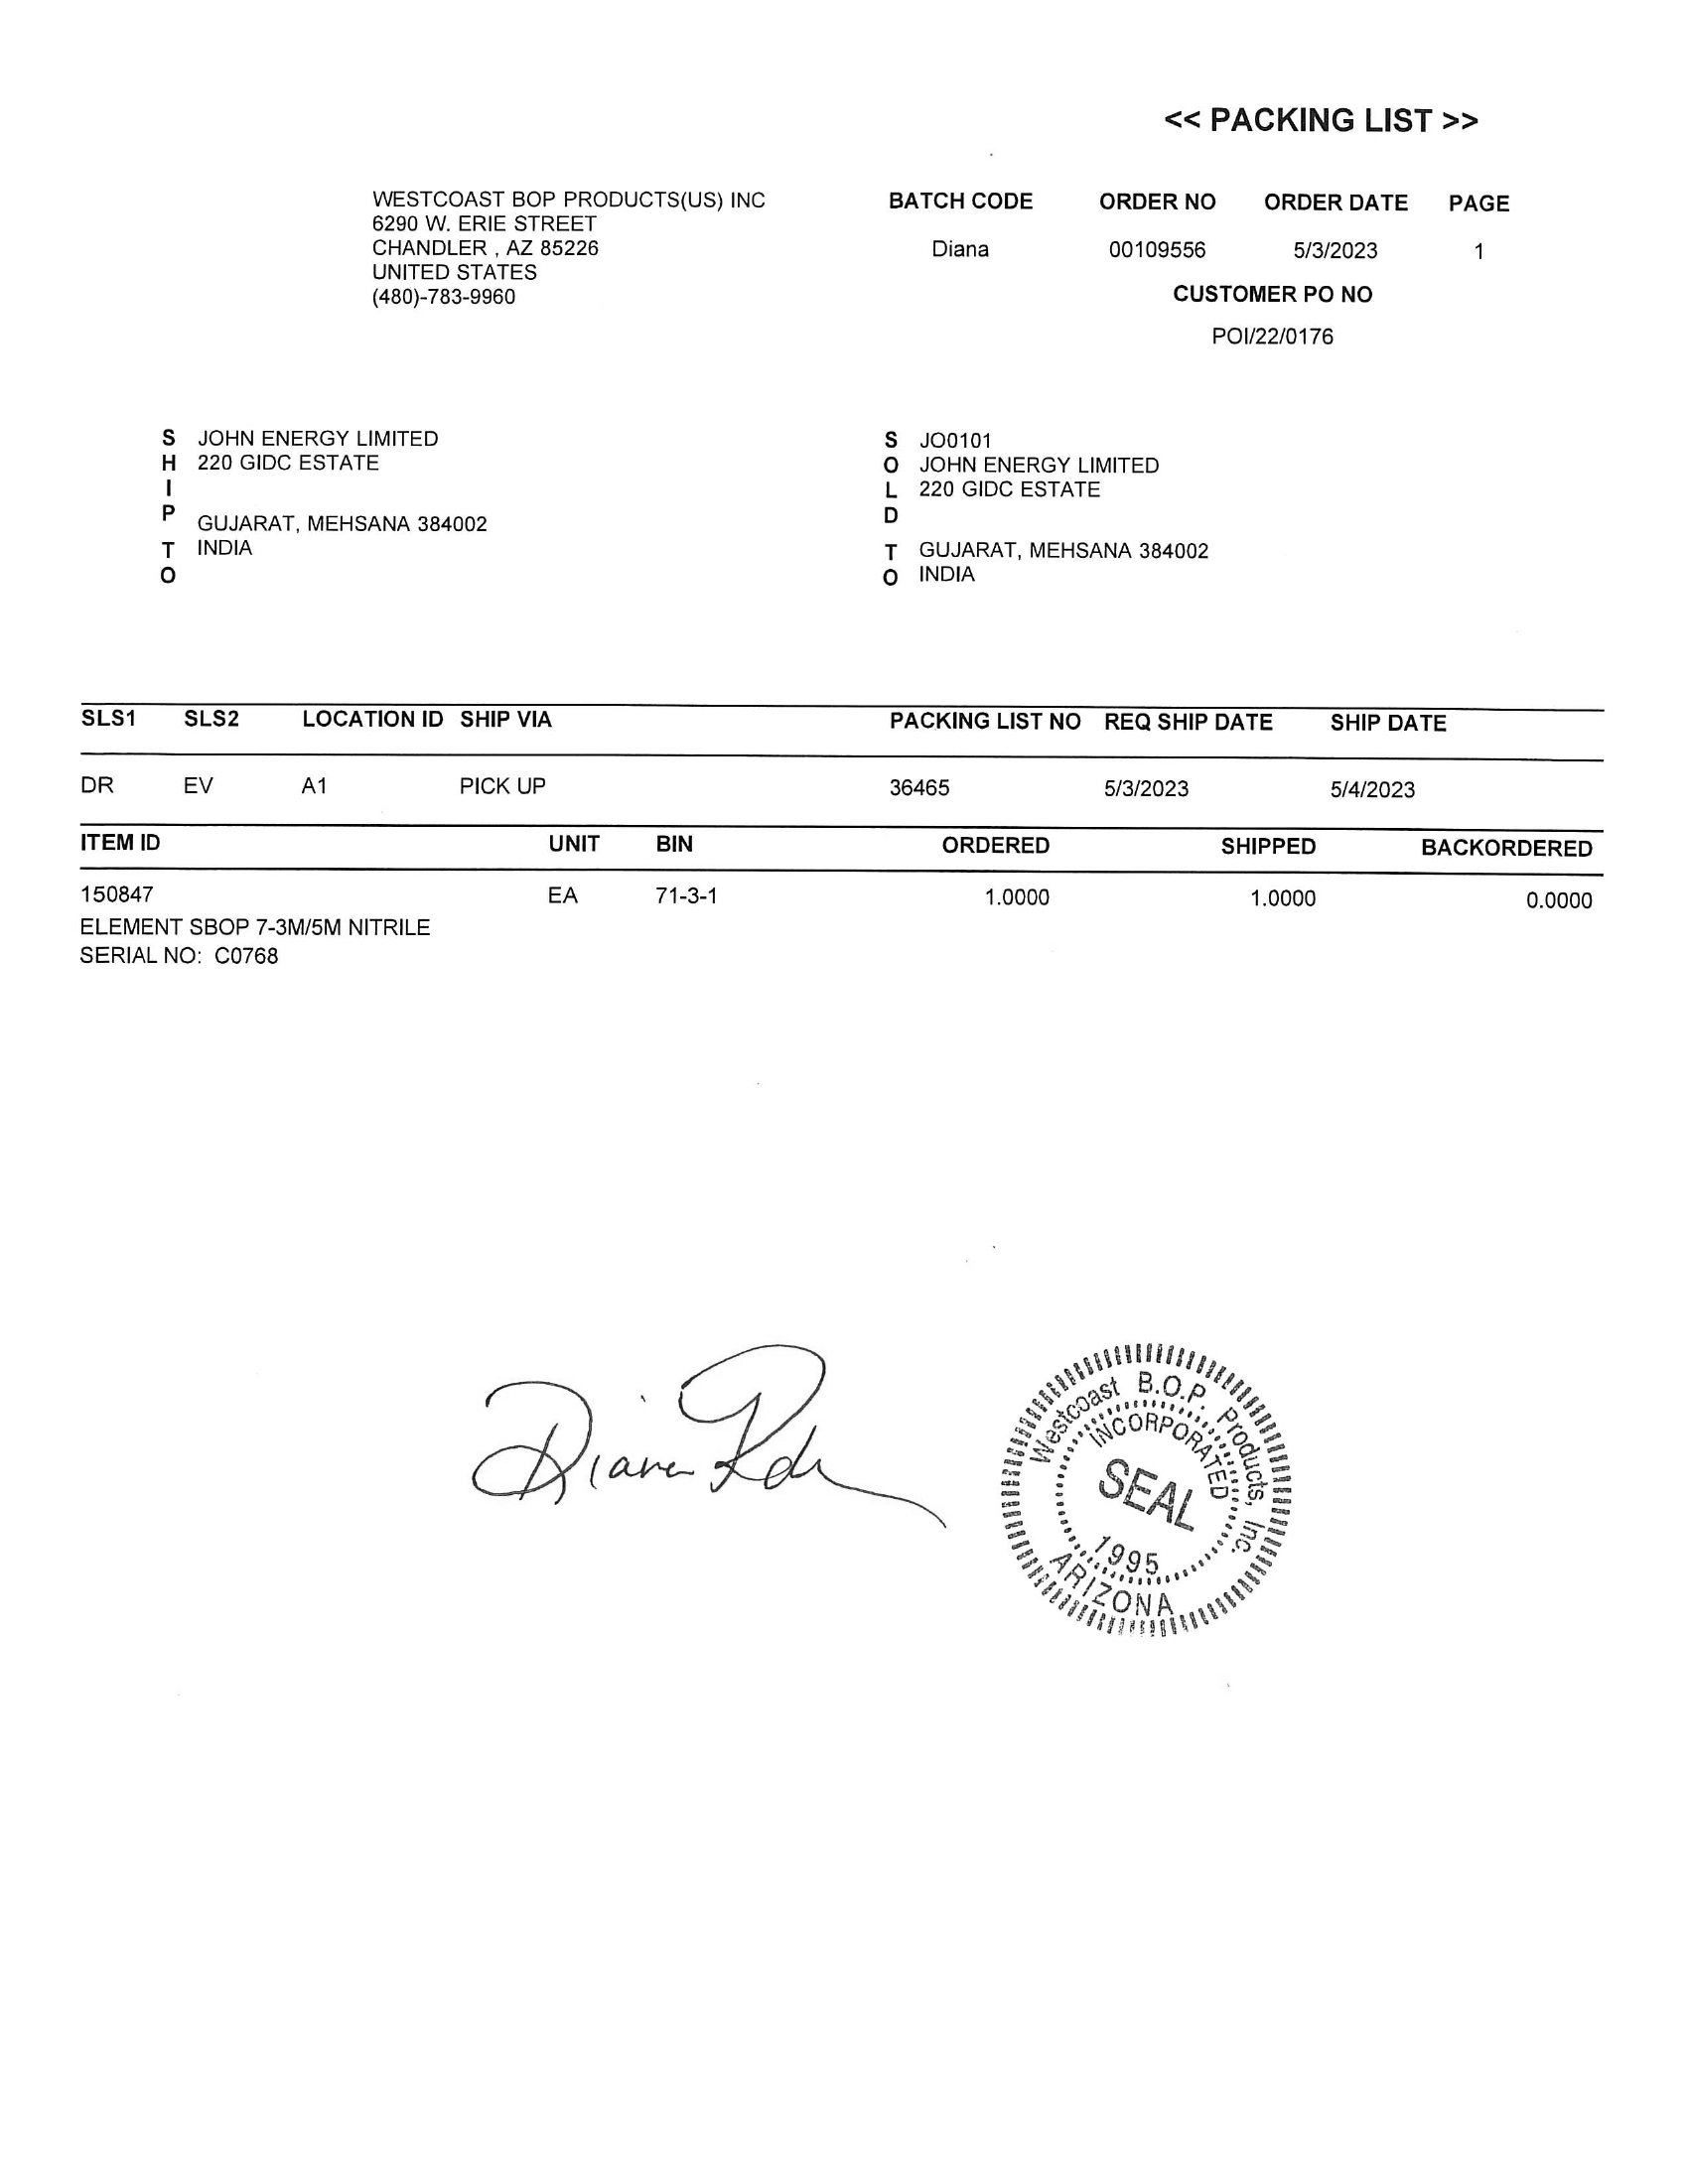 << PACKING LIST >>
WESTCOAST BOP PRODUCTS(US) INC
6290 W. ERIE STREET
CHANDLER , AZ 85226
UNITED STATES
(480)-783-9960
BATCH CODE ORDER NO ORDER DATE PAGE
Diana 00109556 5/3/2023 1
CUSTOMER PO NO
POI/22/0176
SHIP TO
JOHN ENERGY LIMITED
220 GIDC ESTATE
GUJARAT, MEHSANA 384002
INDIA
SOLD TO
JO0101
JOHN ENERGY LIMITED
220 GIDC ESTATE
GUJARAT, MEHSANA 384002
INDIA
SLS1 SLS2 LOCATION ID SHIP VIA PACKING LIST NO REQ SHIP DATE SHIP DATE
DR EV A1 PICK UP 36465 5/3/2023 5/4/2023
ITEM ID UNIT BIN ORDERED SHIPPED BACKORDERED
150847 EA 71-3-1 1.0000 1.0000 0.0000
ELEMENT SBOP 7-3M/5M NITRILE
SERIAL NO: C0768
Diana
Westcoast B.O.P. Products, Inc.
INCORPORATED
SEAL
1995
ARIZONA